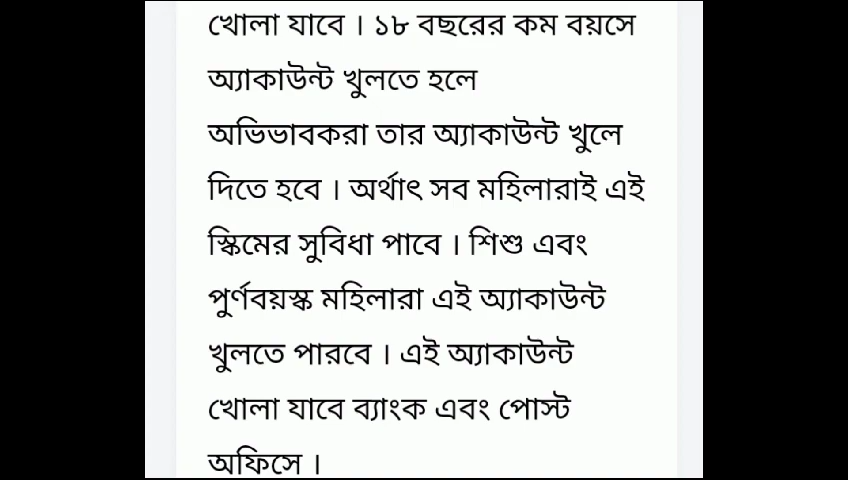 খোলা যাবে । ১৮ বছরের কম বয়সে
অ্যাকাউন্ট খুলতে হলে
অভিভাবকরা তার অ্যাকাউন্ট খুলে
দিতে হবে । অর্থাৎ সব মহিলারাই এই
স্কিমের সুবিধা পাবে । শিশু এবং
পুর্ণবয়স্ক মহিলারা এই অ্যাকাউন্ট
খুলতে পারবে । এই অ্যাকাউন্ট
খোলা যাবে ব্যাংক এবং পোস্ট
অফিসে ।